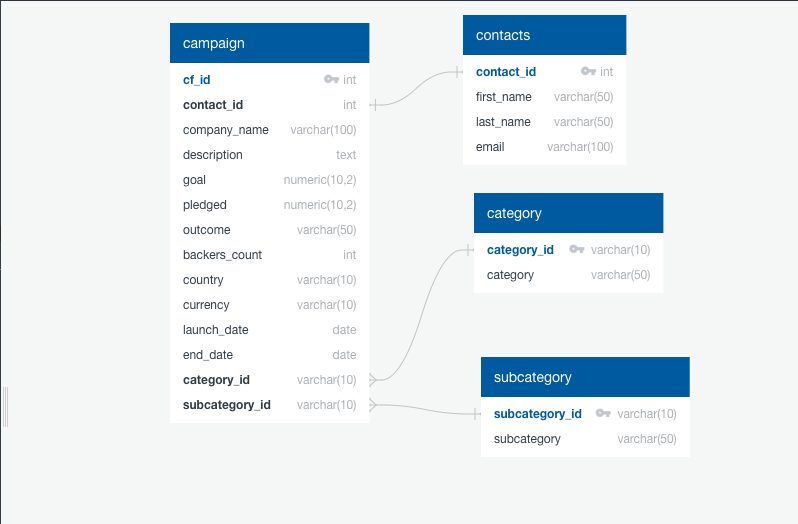 campaign
cf_id int
contact_id int
company_name varchar(100)
description text
goal numeric(10,2)
pledged numeric(10,2)
outcome varchar(50)
backers_count int
country varchar(10)
currency varchar(10)
launch_date date
end_date date
category_id varchar(10)
subcategory_id varchar(10)
contacts
contact_id int
first_name varchar(50)
last_name varchar(50)
email varchar(100)
category
category_id varchar(10)
category varchar(50)
subcategory
subcategory_id varchar(10)
subcategory varchar(50)